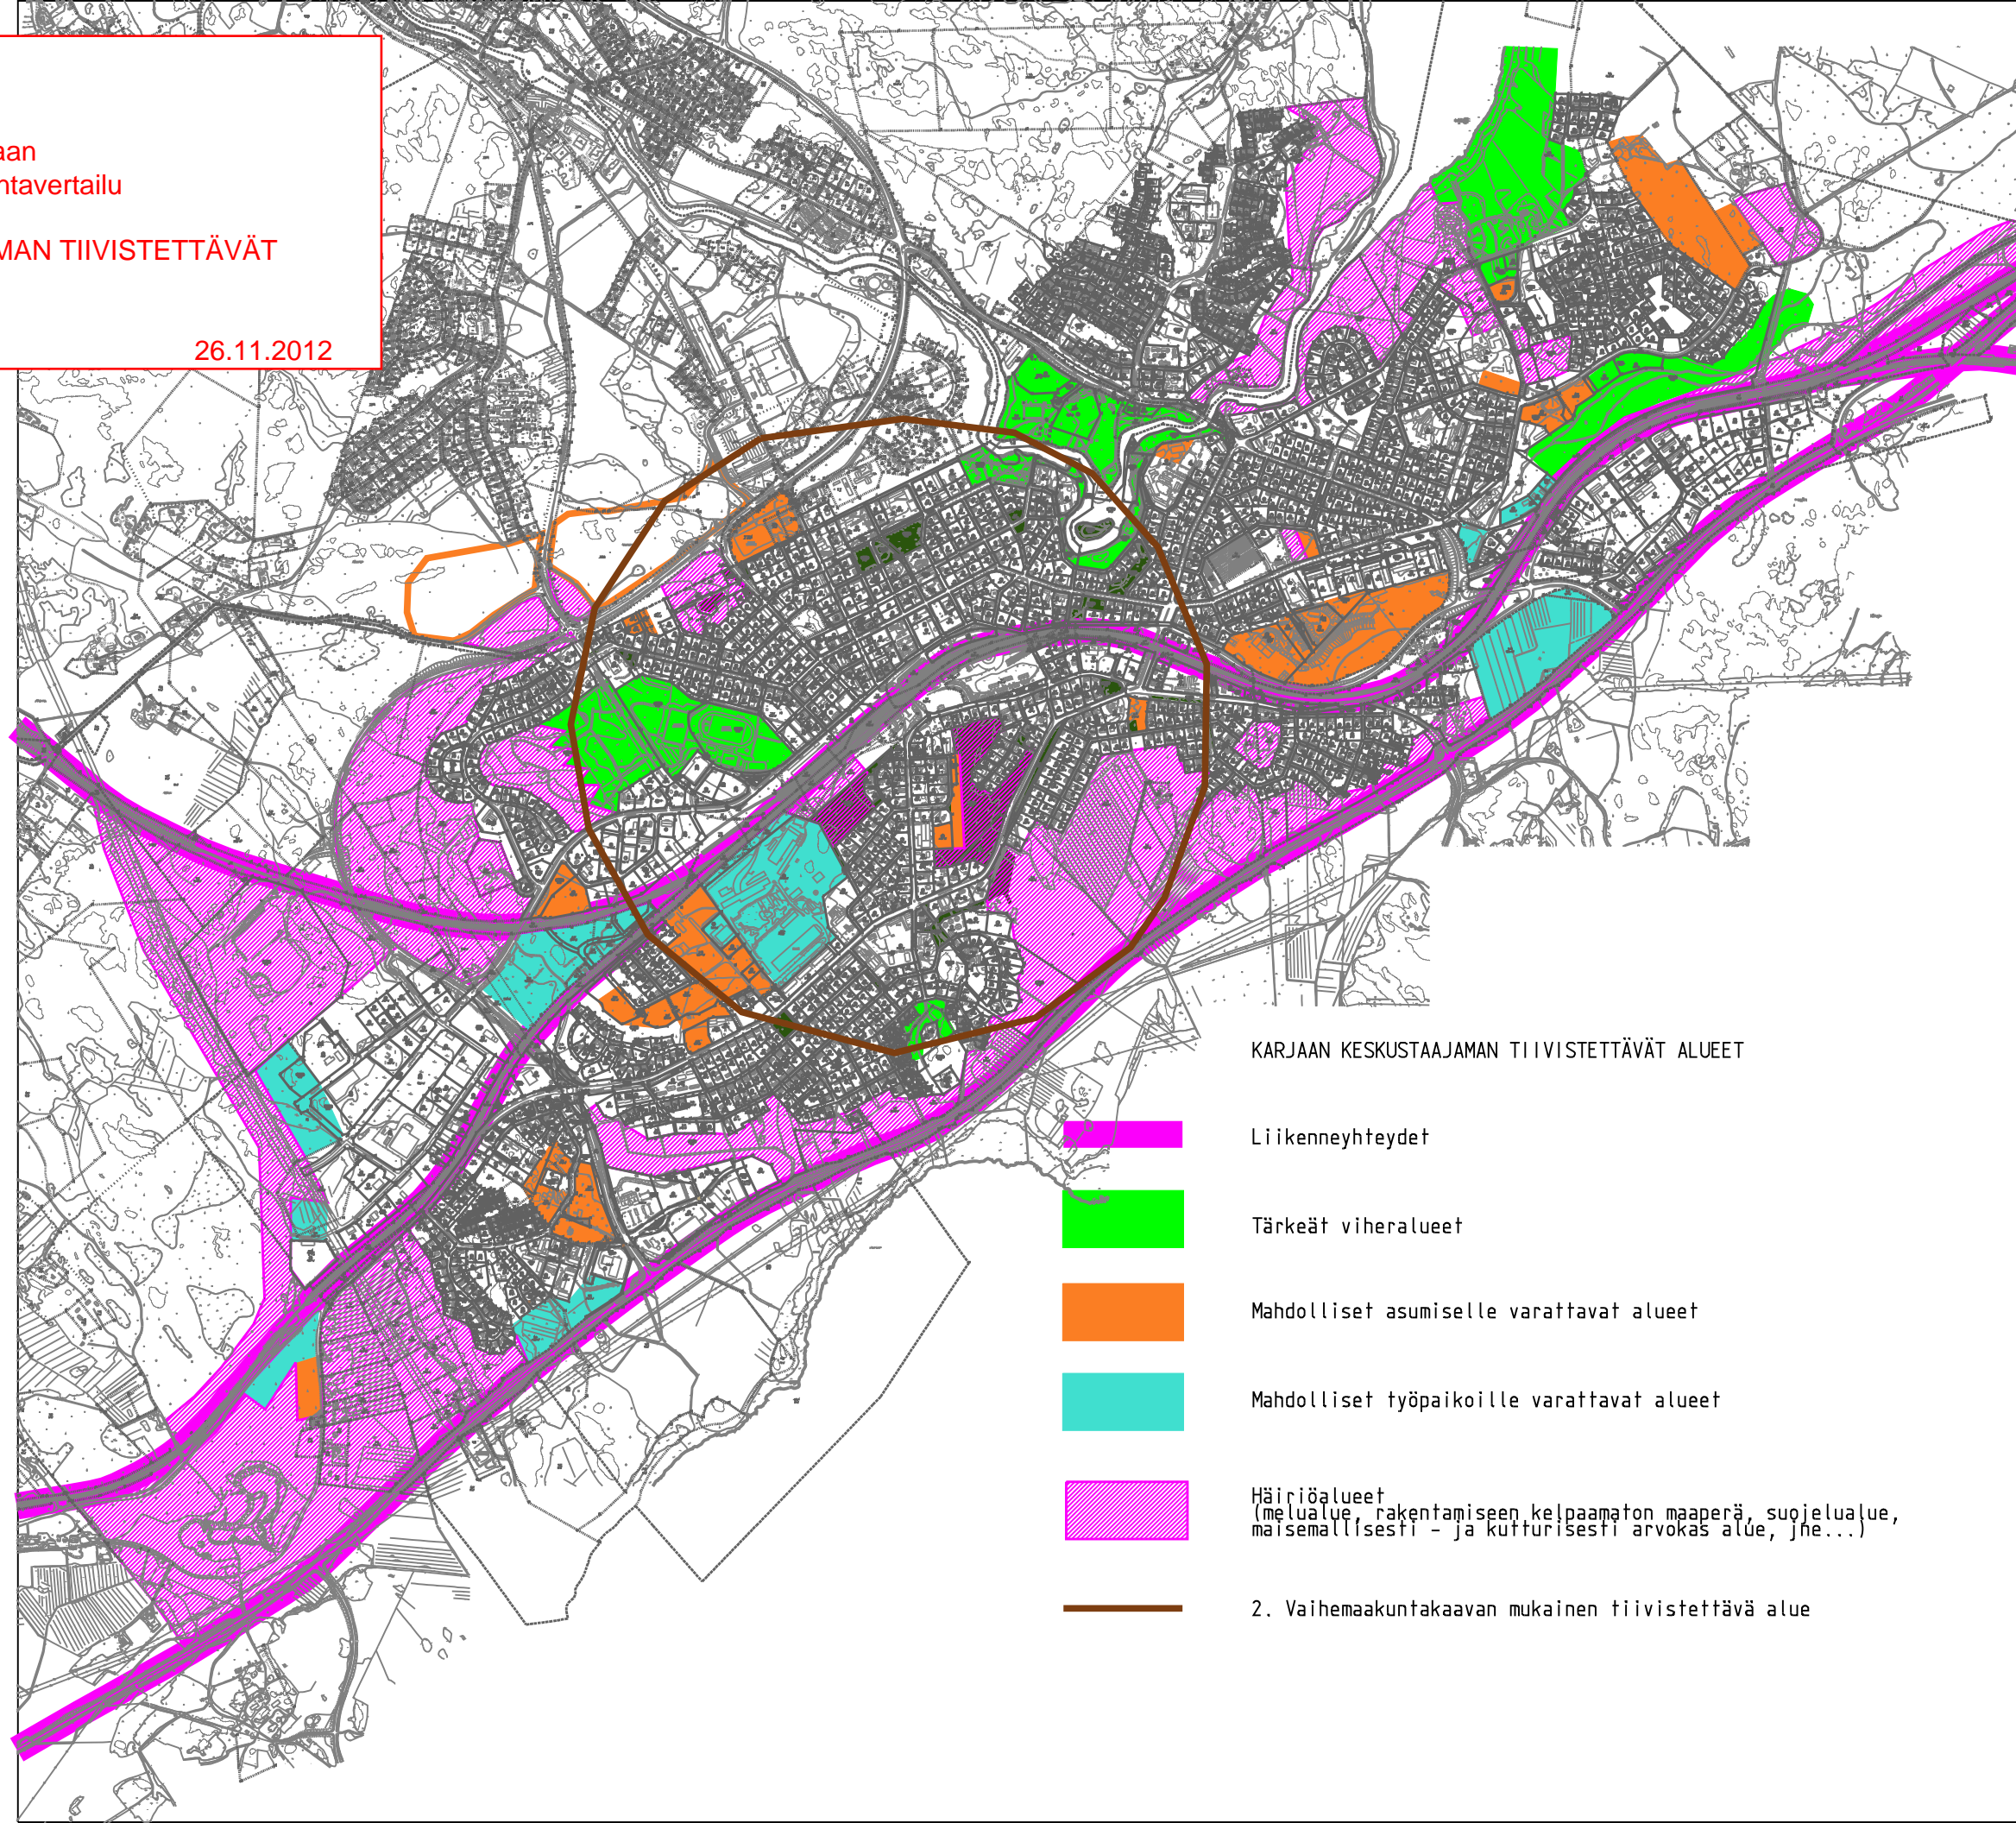 aan
ntavertailu
MAN TIIVISTETTÄVÄT
26.11.2012
KARJAAN KESKUSTAAJAMAN TIIVISTETTÄVÄT ALUEET
Liikenneyhteydet
Tärkeät viheralueet
Mahdolliset asumiselle varattavat alueet
Mahdolliset työpaikoille varattavat alueet
Häiriöalueet
(melualue, rakentamiseen kelpaamaton maaperä, suojelualue,
maisemallisesti - ja kutturisesti arvokas alue, jne...)
2. Vaihemaakuntakaavan mukainen tiivistettävä alue